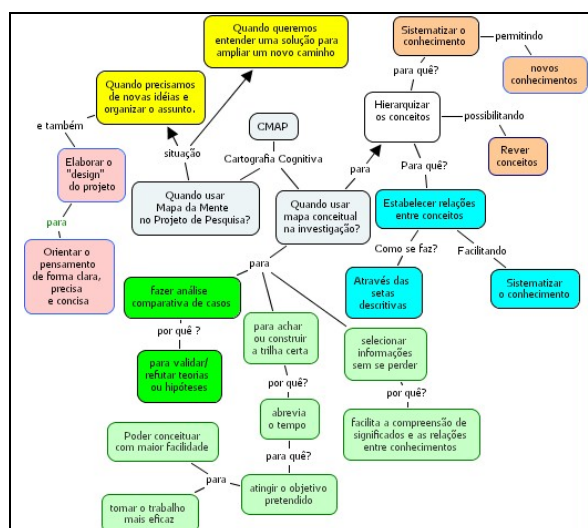 Quando queremos
entender uma solução para
ampliar um novo caminho
Sistematizar o
conhecimento
permitindo
novos
conhecimentos
para quê?
Quando precisamos
de novas idéias e
organizar o assunto.
Hierarquizar
os conceitos
possibilitando
Rever
conceitos
e também
situação
CMAP
Cartografia Cognitiva
para
Para quê?
Elaborar o
"design"
do projeto
Quando usar
Mapa da Mente
no Projeto de Pesquisa?
Quando usar
mapa conceitual
na investigação?
Estabelecer relações
entre conceitos
para
Orientar o
pensamento
de forma clara,
precisa
e concisa
para
Como se faz?
Facilitando
fazer análise
comparativa de casos
Através das
setas
descritivas
Sistematizar
o conhecimento
por quê ?
para achar
ou construir
a trilha certa
selecionar
informações
sem se perder
para validar/
refutar teorias
ou hipóteses
por quê?
por quê?
abrevia
o tempo
facilita a compreensão de
significados e as relações
entre conhecimentos
Poder conceituar
com maior facilidade
para quê?
para
atingir o objetivo
pretendido
tornar o trabalho
mais eficaz